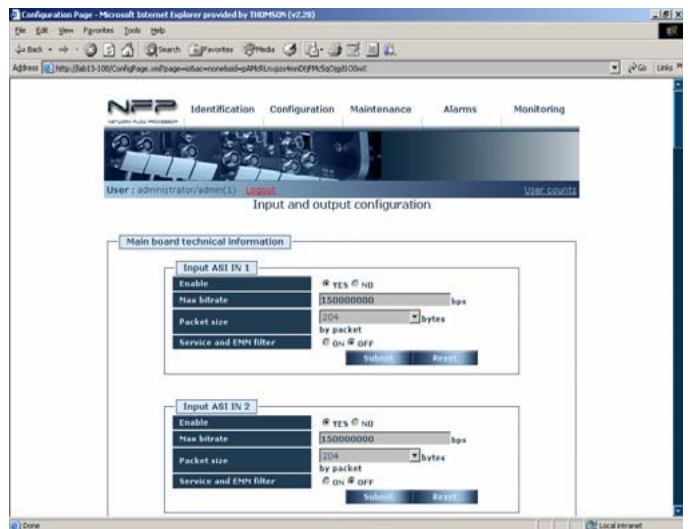 Configuration Page - Microsoft Internet Explorer provided by THOMSON (v2.20)
File Edit View Favorites Tools Help
Back Search Favorites Media
Address Go Links
NFP Identification Configuration Maintenance Alarms Monitoring
NETWORK FLOW PROCESSOR
User : administrator/admin(1) Logout User counts
Input and output configuration
Main board technical information
Input ASI IN 1
Enable YES NO
Max bitrate 150000000 bps
Packet size 204 bytes
by packet
Service and EMM filter ON OFF
Submit Reset
Input ASI IN 2
Enable YES NO
Max bitrate 150000000 bps
Packet size 204 bytes
by packet
Service and EMM filter ON OFF
Submit Reset
Done Local intranet